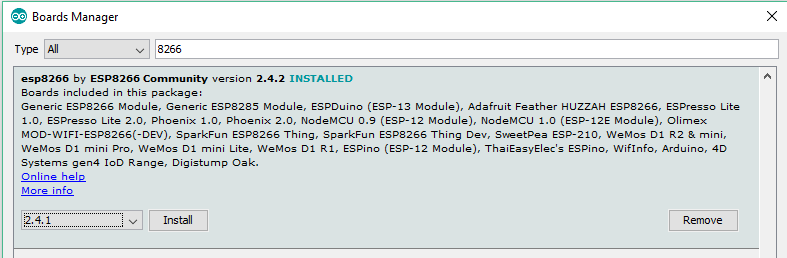 Boards Manager
Type All 8266
esp8266 by ESP8266 Community version 2.4.2 INSTALLED
Boards included in this package:
Generic ESP8266 Module, Generic ESP8285 Module, ESPDuino (ESP-13 Module), Adafruit Feather HUZZAH ESP8266, ESPresso Lite
1.0, ESPresso Lite 2.0, Phoenix 1.0, Phoenix 2.0, NodeMCU 0.9 (ESP-12 Module), NodeMCU 1.0 (ESP-12E Module), Olimex
MOD-WIFI-ESP8266(-DEV), SparkFun ESP8266 Thing, SparkFun ESP8266 Thing Dev, SweetPea ESP-210, WeMos D1 R2 & mini,
WeMos D1 mini Pro, WeMos D1 mini Lite, WeMos D1 R1, ESPino (ESP-12 Module), ThaiEasyElec's ESPino, WifInfo, Arduino, 4D
Systems gen4 IoD Range, Digistump Oak.
Online help
More info
2.4.1 Install Remove